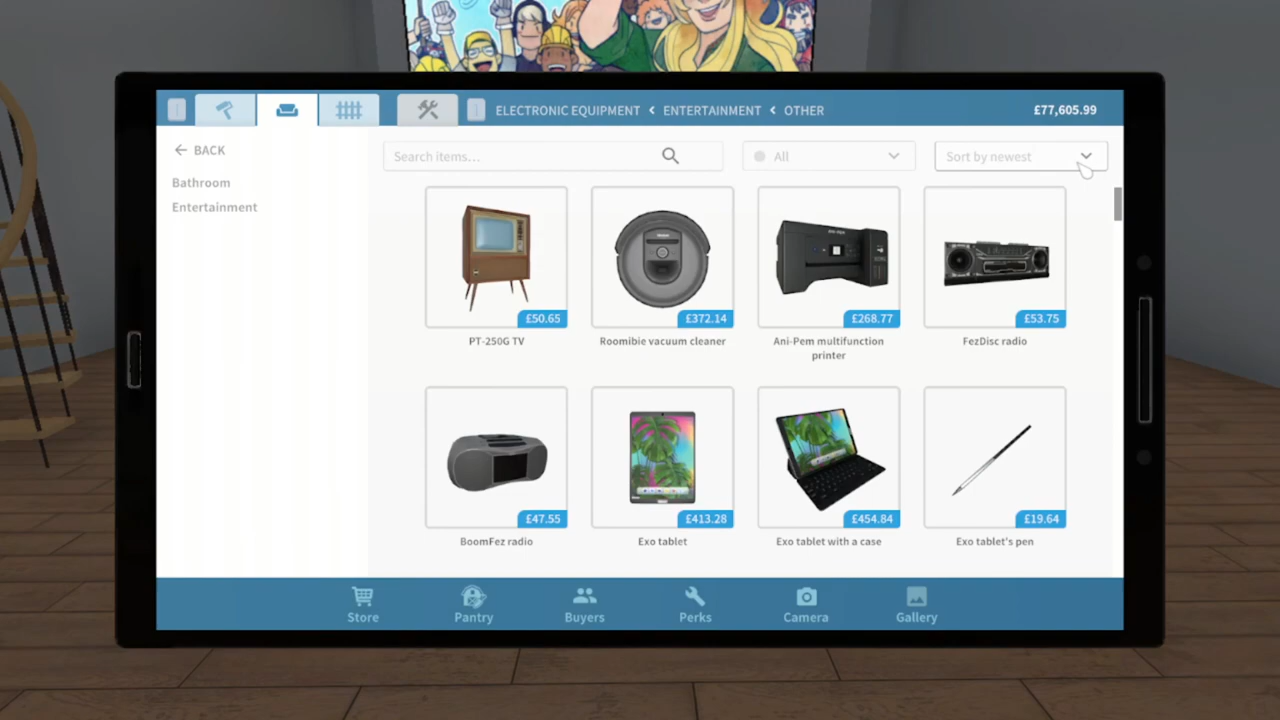 ELECTRONIC EQUIPMENT < ENTERTAINMENT < OTHER £77,605.99
BACK
Bathroom
Entertainment
Search items... All Sort by newest
£50.65 £372.14 £268.77 £53.75
PT-250G TV Roomibie vacuum cleaner Ani-Pem multifunction printer FezDisc radio
£47.55 £413.28 £454.84 £19.64
BoomFez radio Exo tablet Exo tablet with a case Exo tablet's pen
Store Pantry Buyers Perks Camera Gallery